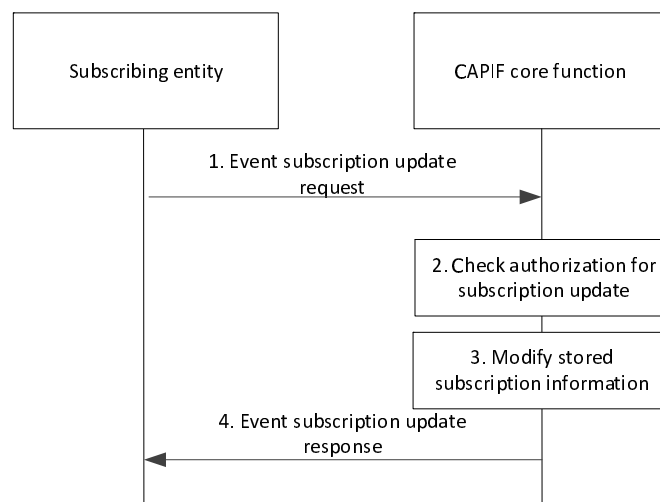 Subscribing entity
CAPIF core function
1. Event subscription update
request
2. Check authorization for
subscription update
3. Modify stored
subscription information
4. Event subscription update
response